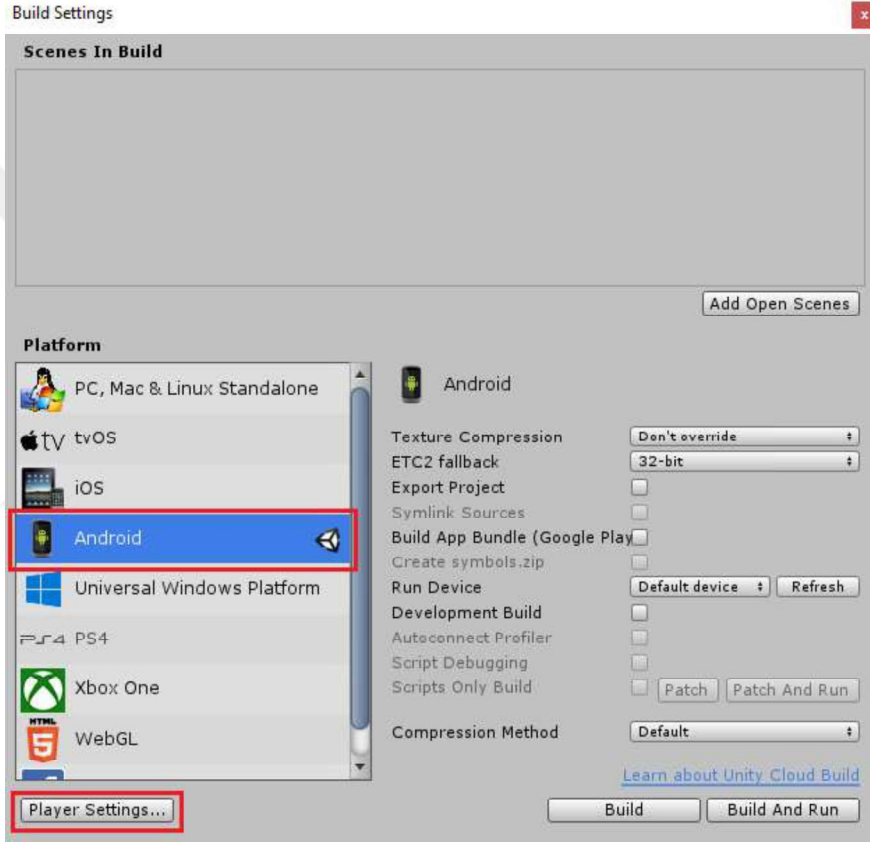 Build Settings
x
Scenes In Build
Add Open Scenes
Platform
PC, Mac & Linux Standalone
tv tvOS
iOS
Android
Universal Windows Platform
PS4 PS4
Xbox One
HTML
5 WebGL
Android
Texture Compression Don't override
ETC2 fallback 32-bit
Export Project
Symlink Sources
Build App Bundle (Google Play
Create symbols.zip
Run Device Default device Refresh
Development Build
Autoconnect Profiler
Script Debugging
Scripts Only Build Patch Patch And Run
Compression Method Default
Learn about Unity Cloud Build
Player Settings... Build Build And Run